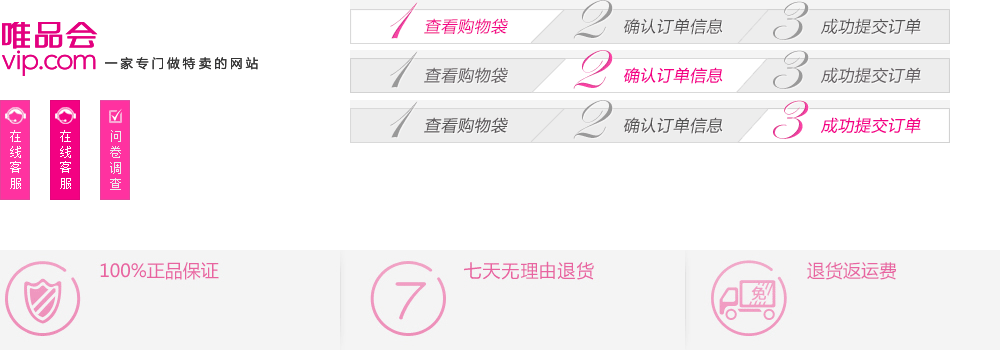 唯品会
vip.com 一家专门做特卖的网站
1 查看购物袋 2 确认订单信息 3 成功提交订单
1 查看购物袋 2 确认订单信息 3 成功提交订单
1 查看购物袋 2 确认订单信息 3 成功提交订单
在线客服
在线客服
问卷调查
100%正品保证
7 七天无理由退货
免 退货返运费